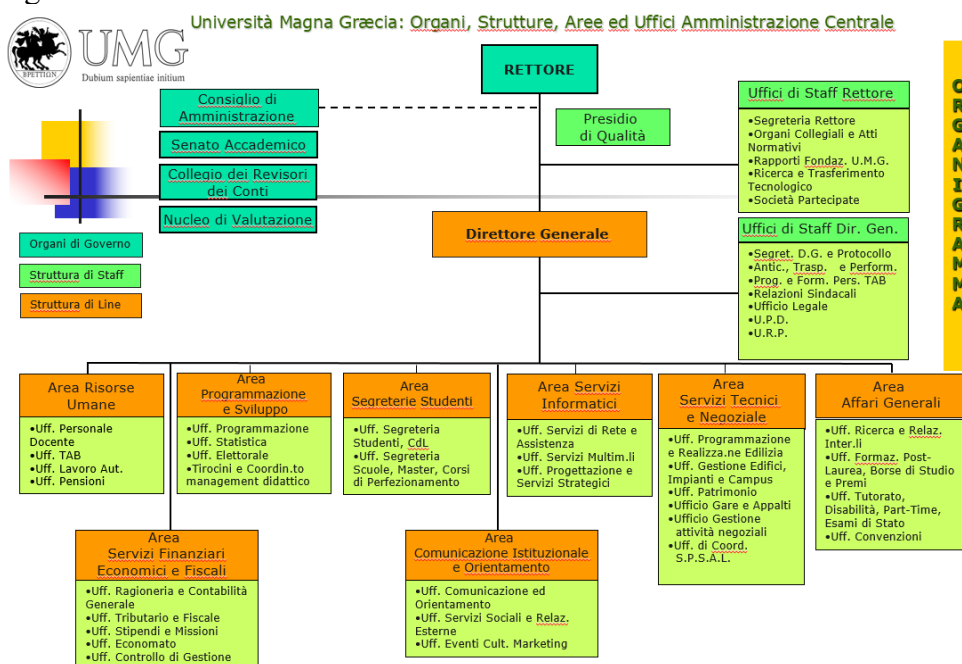 Università Magna Græcia: Organi, Strutture, Aree ed Uffici Amministrazione Centrale
UMG
Dubium sapientiae initium
RETTORE
Consiglio di
Amministrazione
Senato Accademico
Collegio dei Revisori
dei Conti
Nucleo di Valutazione
Presidio
di Qualità
Uffici di Staff Rettore
•Segreteria Rettore
•Organi Collegiali e Atti
Normativi
•Rapporti Fondaz. U.M.G.
•Ricerca e Trasferimento
Tecnologico
•Società Partecipate
ORGANIGRAMMA
Direttore Generale
Uffici di Staff Dir. Gen.
•Segret. D.G. e Protocollo
•Antic., Trasp. e Perform.
•Prog. e Form. Pers. TAB
•Relazioni Sindacali
•Ufficio Legale
•U.P.D.
•U.R.P.
Organi di Governo
Struttura di Staff
Struttura di Line
Area Risorse
Umane
•Uff. Personale
Docente
•Uff. TAB
•Uff. Lavoro Aut.
•Uff. Pensioni
Area
Programmazione
e Sviluppo
•Uff. Programmazione
•Uff. Statistica
•Uff. Elettorale
•Tirocini e Coordin.to
management didattico
Area
Segreterie Studenti
•Uff. Segreteria
Studenti, CdL
•Uff. Segreteria
Scuole, Master, Corsi
di Perfezionamento
Area Servizi
Informatici
•Uff. Servizi di Rete e
Assistenza
•Uff. Servizi Multim.li
•Uff. Progettazione e
Servizi Strategici
Area
Servizi Tecnici
e Negoziale
•Uff. Programmazione
e Realizza.ne Edilizia
•Uff. Gestione Edifici,
Impianti e Campus
•Uff. Patrimonio
•Ufficio Gare e Appalti
•Ufficio Gestione
attività negoziali
•Uff. di Coord.
S.P.S.A.L.
Area
Affari Generali
•Uff. Ricerca e Relaz.
Inter.li
•Uff. Formaz. Post-
Laurea, Borse di Studio
e Premi
•Uff. Tutorato,
Disabilità, Part-Time,
Esami di Stato
•Uff. Convenzioni
Area
Servizi Finanziari
Economici e Fiscali
•Uff. Ragioneria e Contabilità
Generale
•Uff. Tributario e Fiscale
•Uff. Stipendi e Missioni
•Uff. Economato
•Uff. Controllo di Gestione
Area
Comunicazione Istituzionale
e Orientamento
•Uff. Comunicazione ed
Orientamento
•Uff. Servizi Sociali e Relaz.
Esterne
•Uff. Eventi Cult. Marketing